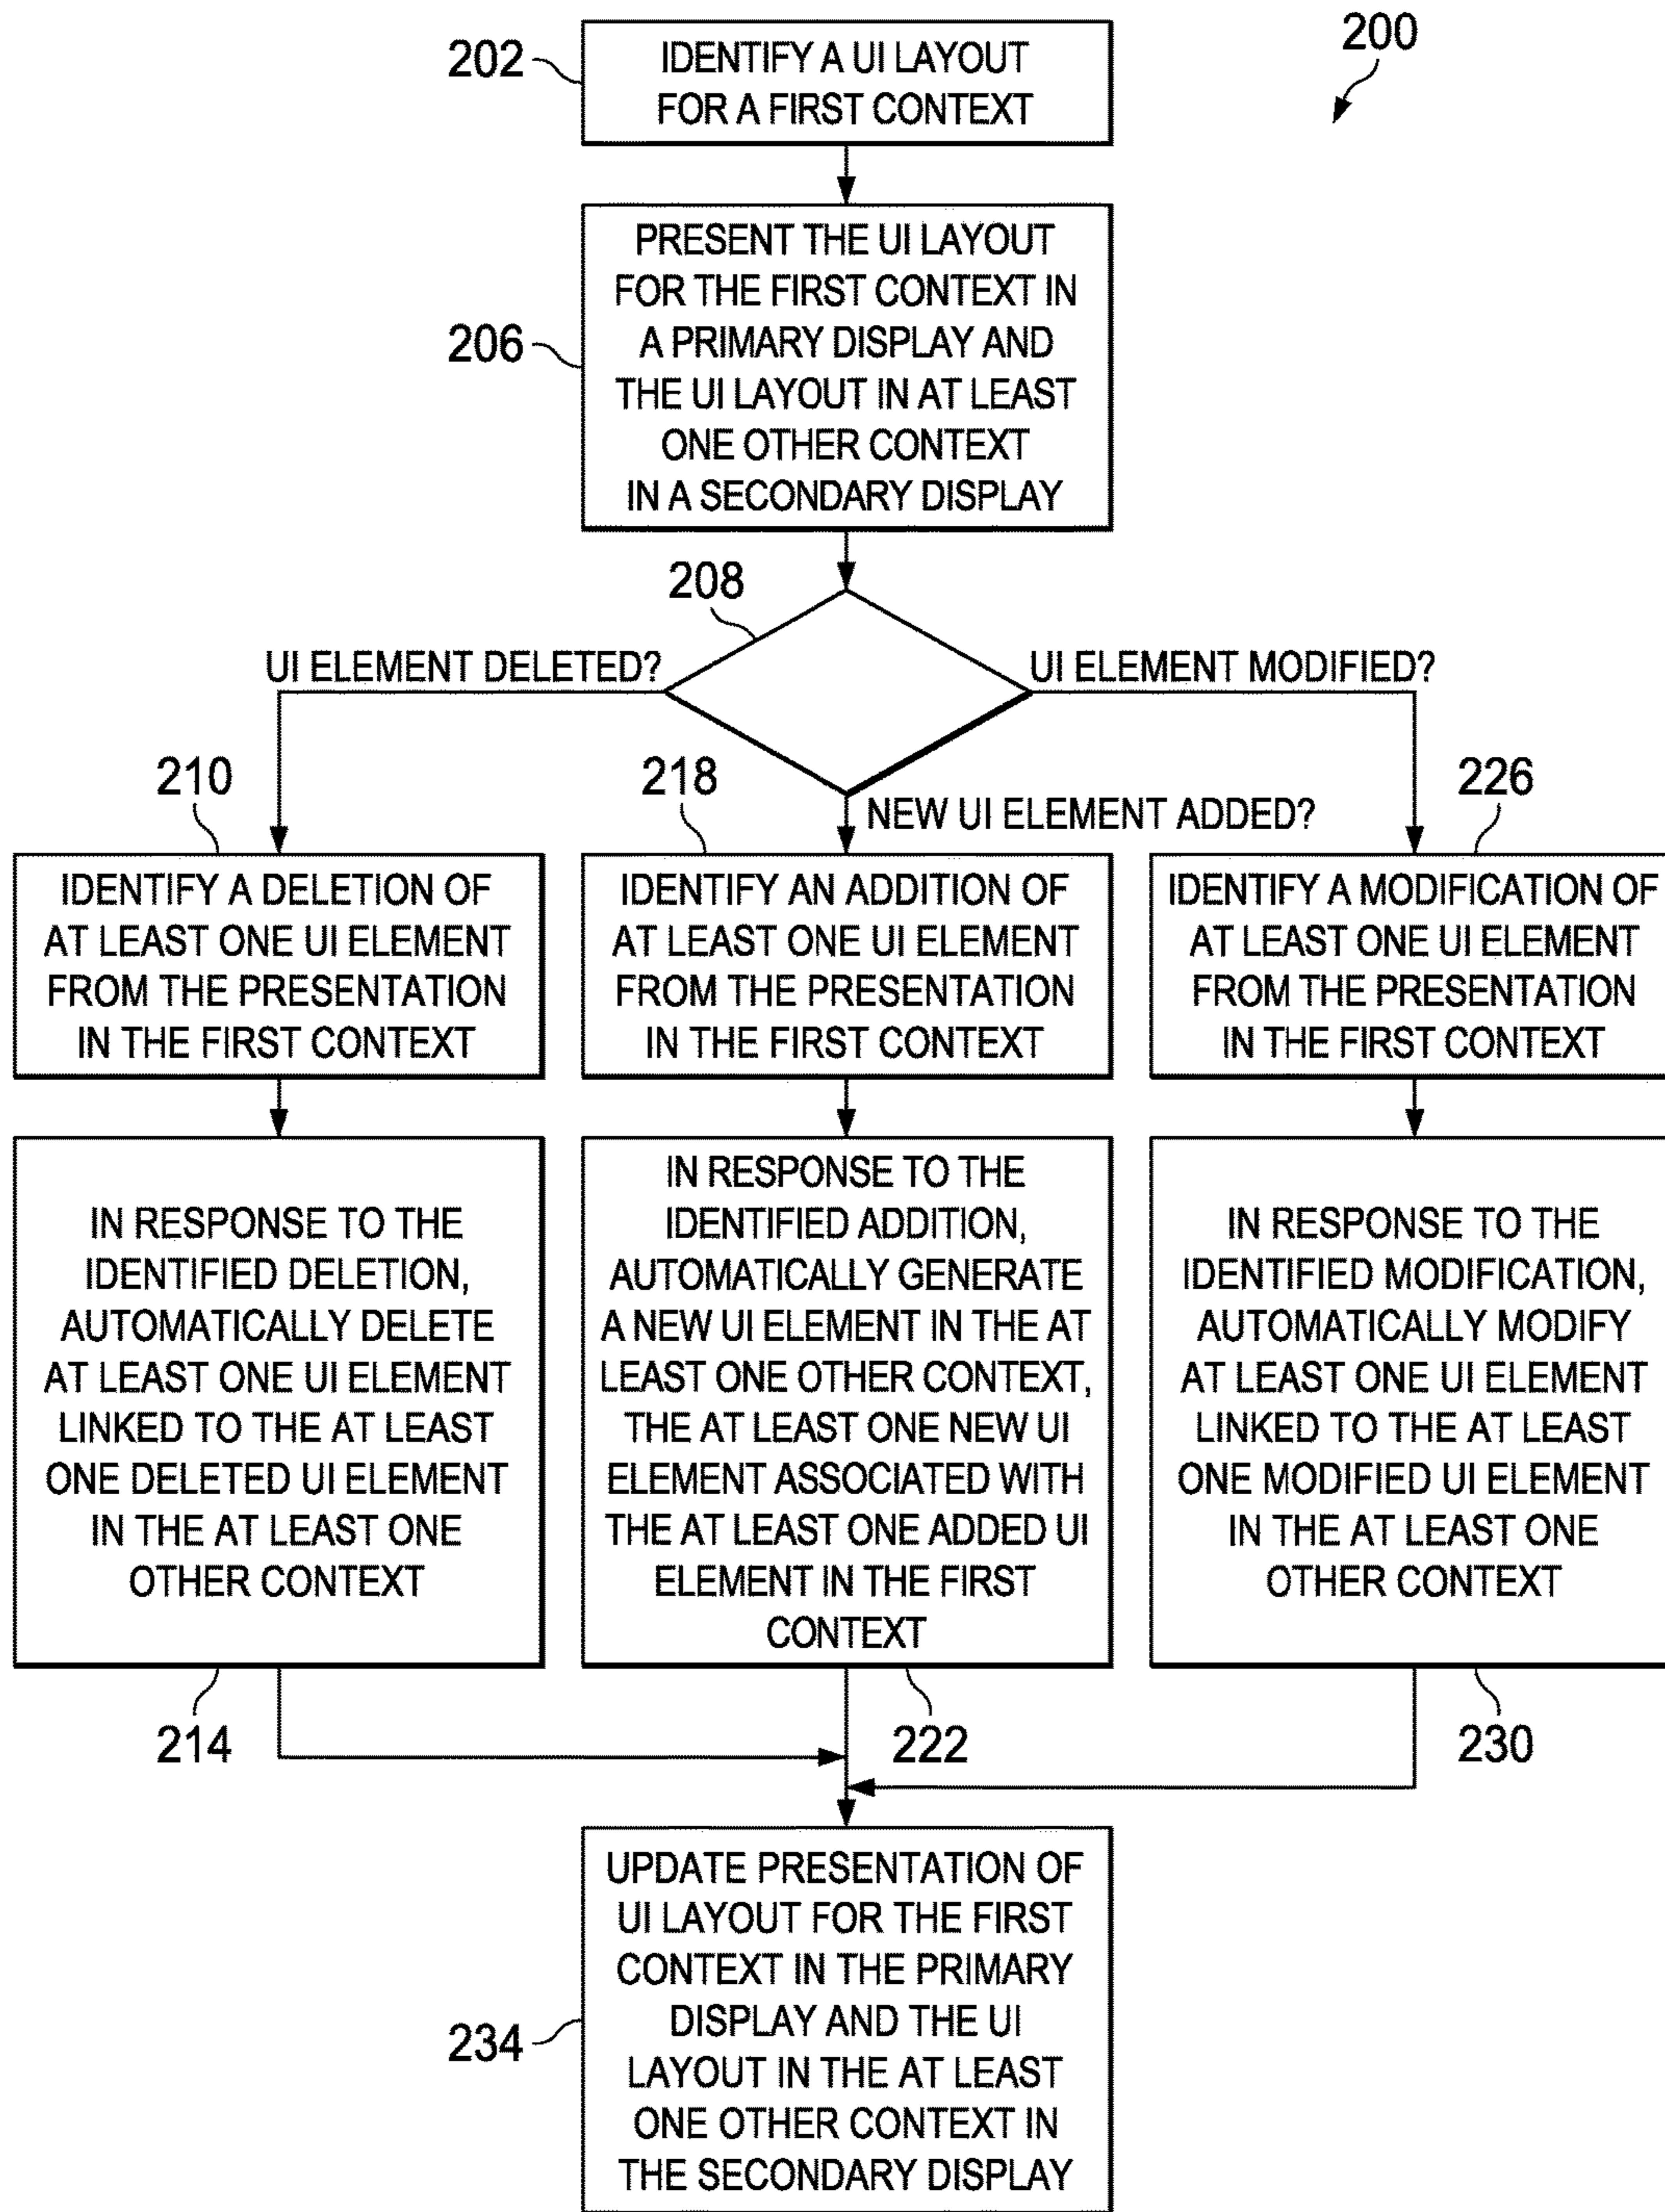 200
202
IDENTIFY A UI LAYOUT
FOR A FIRST CONTEXT
206
PRESENT THE UI LAYOUT
FOR THE FIRST CONTEXT IN
A PRIMARY DISPLAY AND
THE UI LAYOUT IN AT LEAST
ONE OTHER CONTEXT
IN A SECONDARY DISPLAY
208
UI ELEMENT DELETED?
UI ELEMENT MODIFIED?
NEW UI ELEMENT ADDED?
210
IDENTIFY A DELETION OF
AT LEAST ONE UI ELEMENT
FROM THE PRESENTATION
IN THE FIRST CONTEXT
218
IDENTIFY AN ADDITION OF
AT LEAST ONE UI ELEMENT
FROM THE PRESENTATION
IN THE FIRST CONTEXT
226
IDENTIFY A MODIFICATION OF
AT LEAST ONE UI ELEMENT
FROM THE PRESENTATION
IN THE FIRST CONTEXT
IN RESPONSE TO THE
IDENTIFIED DELETION,
AUTOMATICALLY DELETE
AT LEAST ONE UI ELEMENT
LINKED TO THE AT LEAST
ONE DELETED UI ELEMENT
IN THE AT LEAST ONE
OTHER CONTEXT
214
IN RESPONSE TO THE
IDENTIFIED ADDITION,
AUTOMATICALLY GENERATE
A NEW UI ELEMENT IN THE AT
LEAST ONE OTHER CONTEXT,
THE AT LEAST ONE NEW UI
ELEMENT ASSOCIATED WITH
THE AT LEAST ONE ADDED UI
ELEMENT IN THE FIRST
CONTEXT
222
IN RESPONSE TO THE
IDENTIFIED MODIFICATION,
AUTOMATICALLY MODIFY
AT LEAST ONE UI ELEMENT
LINKED TO THE AT LEAST
ONE MODIFIED UI ELEMENT
IN THE AT LEAST ONE
OTHER CONTEXT
230
234
UPDATE PRESENTATION OF
UI LAYOUT FOR THE FIRST
CONTEXT IN THE PRIMARY
DISPLAY AND THE UI
LAYOUT IN THE AT LEAST
ONE OTHER CONTEXT IN
THE SECONDARY DISPLAY